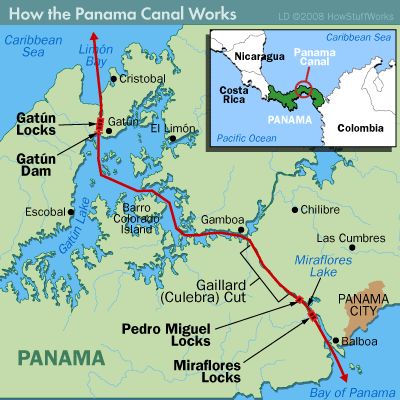 How the Panama Canal Works
LD ©2008 HowStuffWorks
Caribbean
Sea
Limón
Bay
Cristobal
Gatún
Locks
Gatún
El Limón
Gatún
Dam
Escobal
Gatún Lake
Barro
Colorado
Island
Gamboa
Chilibre
Las Cumbres
Miraflores
Lake
Gaillard
(Culebra) Cut
PANAMA
CITY
Pedro Miguel
Locks
Balboa
Miraflores
Locks
PANAMA
Bay of Panama
Caribbean Sea
Nicaragua
Panama
Canal
Costa
Rica
PANAMA
Colombia
Pacific Ocean